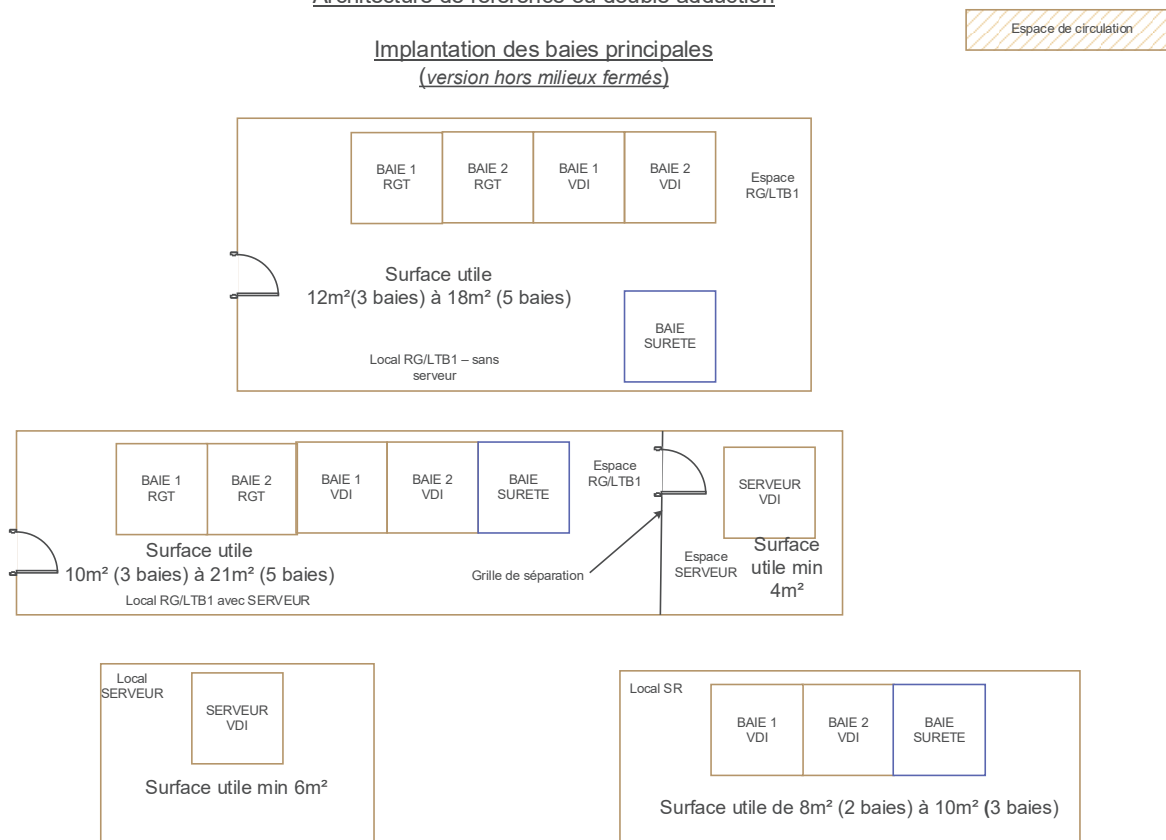 Architecture de référence ou double adduction
Espace de circulation
Implantation des baies principales
(version hors milieux fermés)
BAIE 1
RGT
BAIE 2
RGT
BAIE 1
VDI
BAIE 2
VDI
Espace
RG/LTB1
Surface utile
12m²(3 baies) à 18m² (5 baies)
BAIE
SURETE
Local RG/LTB1 – sans
serveur
BAIE 1
RGT
BAIE 2
RGT
BAIE 1
VDI
BAIE 2
VDI
BAIE
SURETE
Espace
RG/LTB1
SERVEUR
VDI
Surface utile
10m² (3 baies) à 21m² (5 baies)
Local RG/LTB1 avec SERVEUR
Grille de séparation
Espace
SERVEUR
Surface
utile min
4m²
Local
SERVEUR
SERVEUR
VDI
Surface utile min 6m²
Local SR
BAIE 1
VDI
BAIE 2
VDI
BAIE
SURETE
Surface utile de 8m² (2 baies) à 10m² (3 baies)